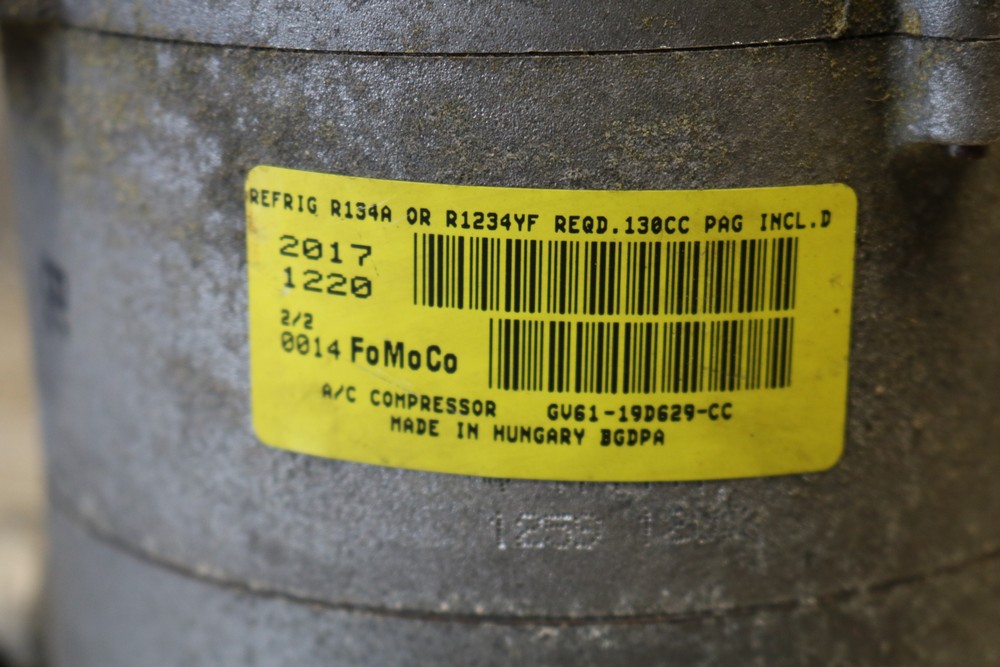 REFRIG R134A OR R1234YF REQD.130CC PAG INCL.D
2017
1220
2/2
0014 FoMoCo
A/C COMPRESSOR GV61-19D629-CC
MADE IN HUNGARY BGDPA